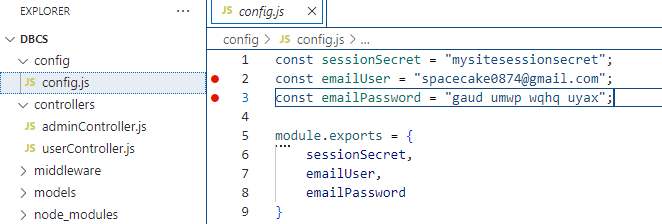 EXPLORER ...
DBCS
config
JS config.js
controllers
JS adminController.js
JS userController.js
middleware
models
node_modules
JS config.js
config > JS config.js > ...
1 const sessionSecret = "mysitesessionsecret";
2 const emailUser = "spacecake0874@gmail.com";
3 const emailPassword = "gaud umwp wqhq uyax";
4
5 module.exports = {
6 sessionSecret,
7 emailUser,
8 emailPassword
9 }